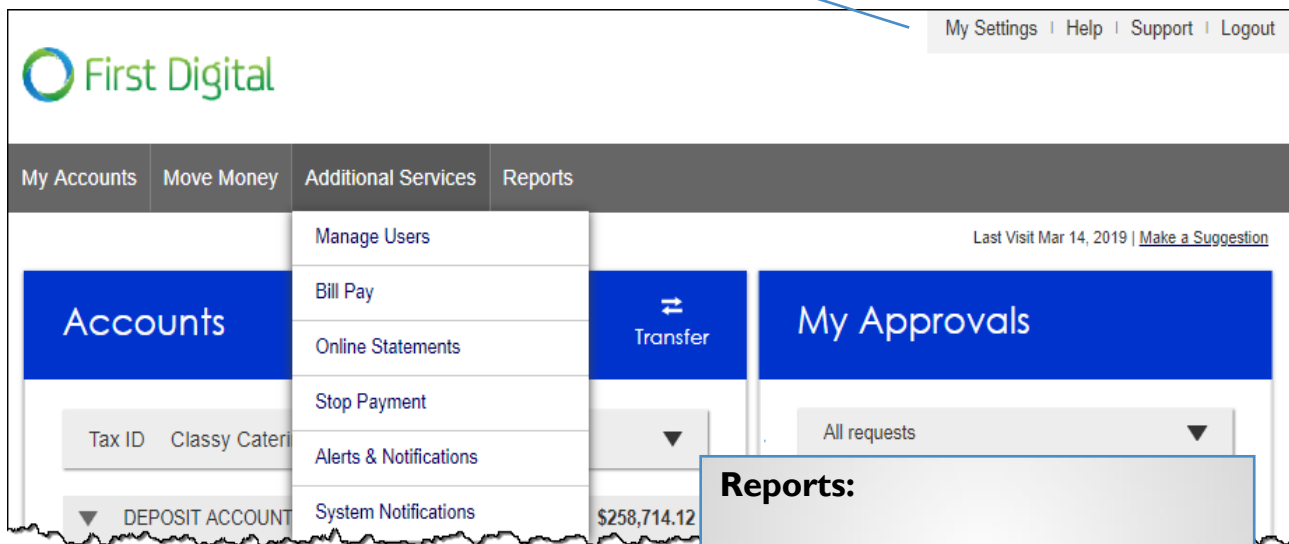 My Settings | Help | Support | Logout
First Digital
My Accounts Move Money Additional Services Reports
Manage Users
Last Visit Mar 14, 2019 | Make a Suggestion
Bill Pay
Accounts
Transfer
My Approvals
Online Statements
Stop Payment
Tax ID Classy Cateri
All requests
Alerts & Notifications
Reports:
DEPOSIT ACCOUNT
System Notifications
$258,714.12